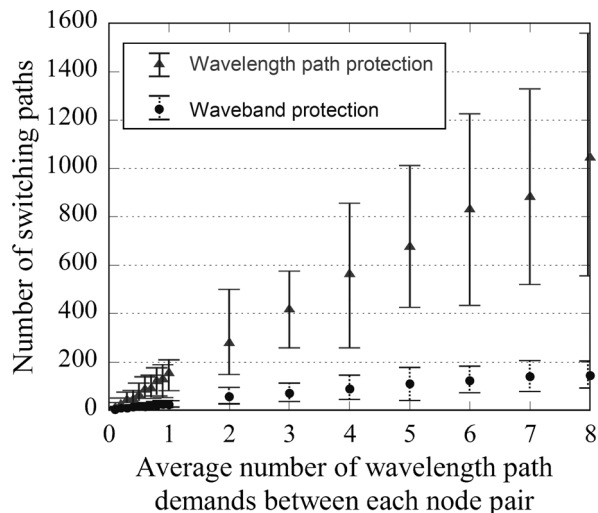 1600
1400
1200
1000
800
600
400
200
0
Number of switching paths
Wavelength path protection
Waveband protection
0 1 2 3 4 5 6 7 8
Average number of wavelength path
demands between each node pair